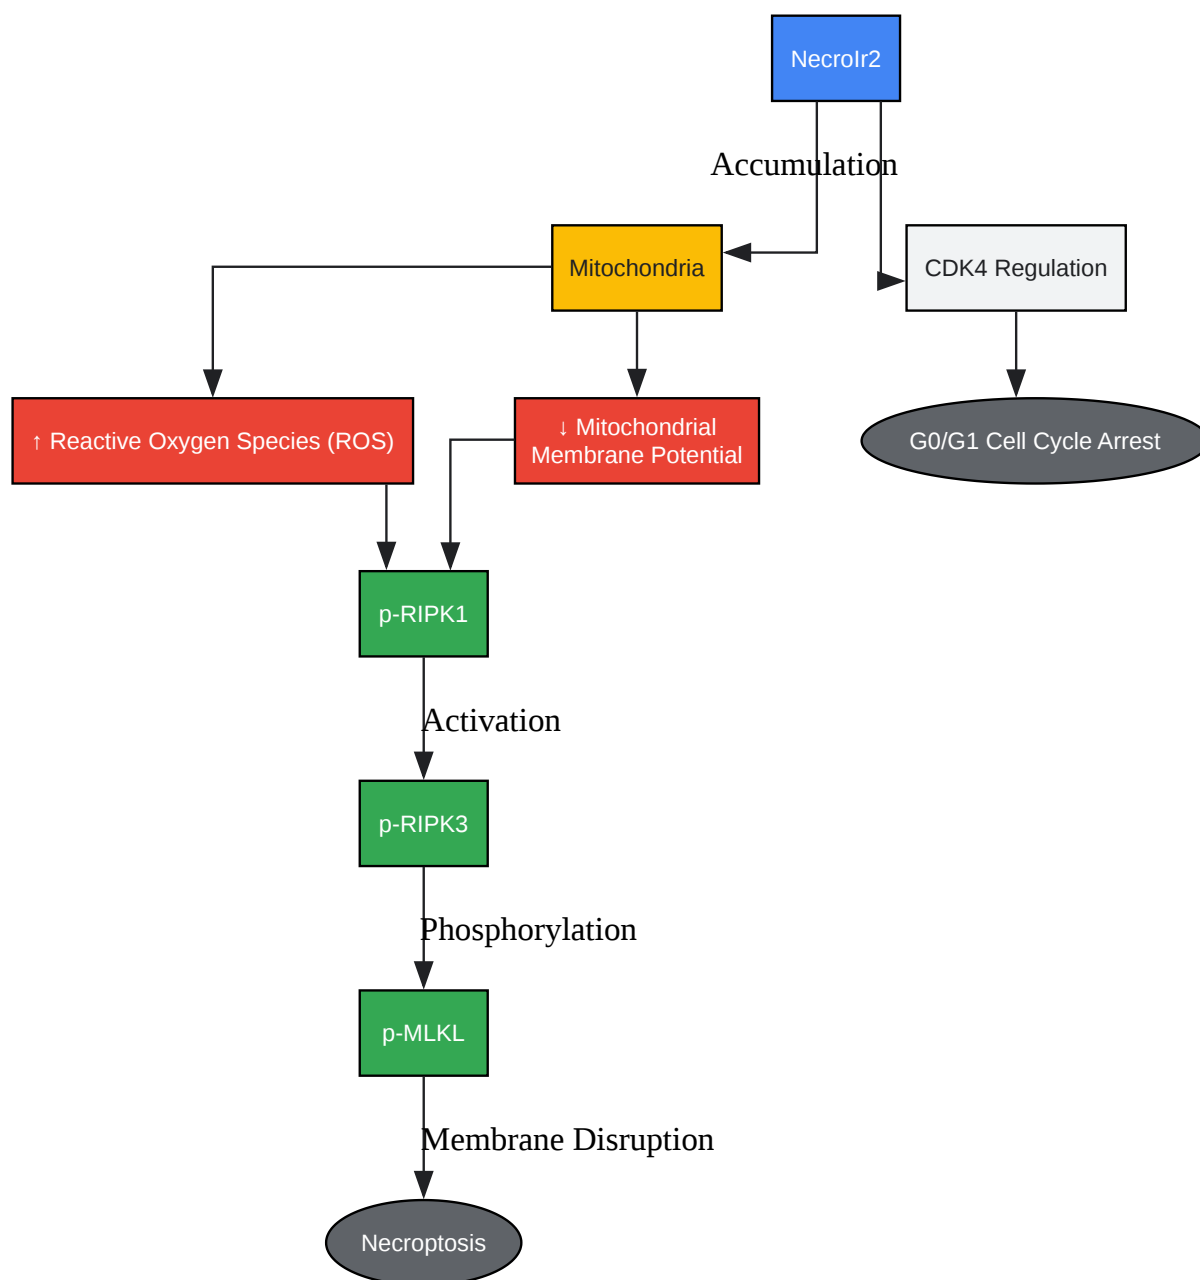 NecroIr2
Accumulation
Mitochondria
CDK4 Regulation
↑ Reactive Oxygen Species (ROS)
↓ Mitochondrial
Membrane Potential
G0/G1 Cell Cycle Arrest
p-RIPK1
Activation
p-RIPK3
Phosphorylation
p-MLKL
Membrane Disruption
Necroptosis